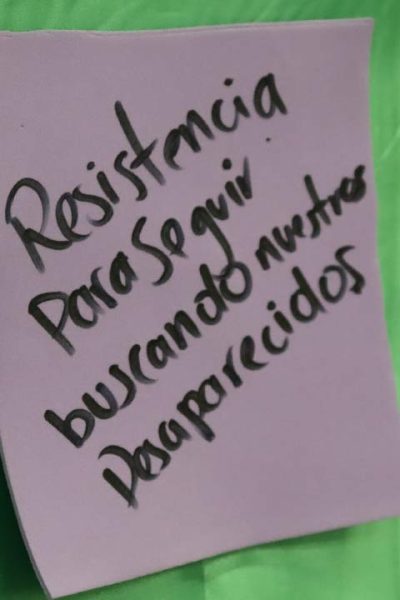 Resistencia
Para Seguir
buscando nuestros
Desaparecidos